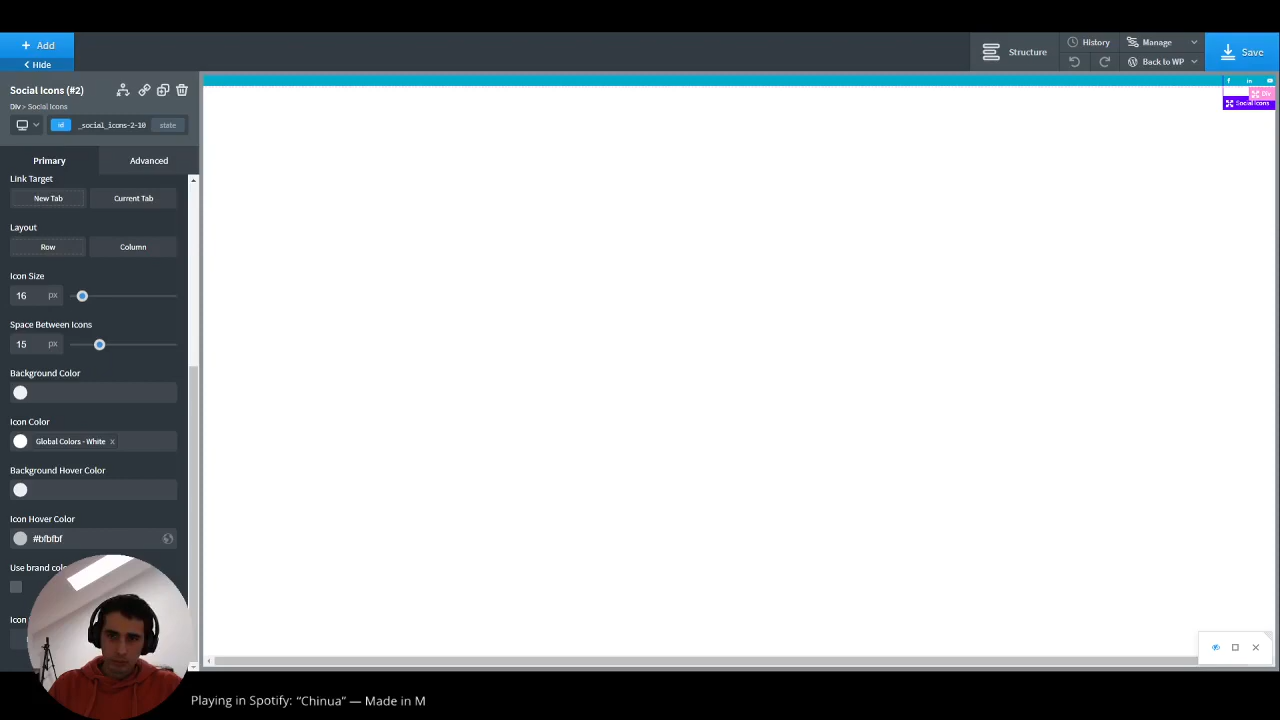 + Add
< Hide
Structure
History
Manage
Back to WP
Save
Social Icons (#2)
Div > Social Icons
id
_social_icons-2-10
state
Div
Social Icons
Primary
Advanced
Link Target
New Tab
Current Tab
Layout
Row
Column
Icon Size
16 px
Space Between Icons
15 px
Background Color
Icon Color
Global Colors - White x
Background Hover Color
Icon Hover Color
#bfbfbf
Use brand
Icon
Playing in Spotify: “Chinua” — Made in M